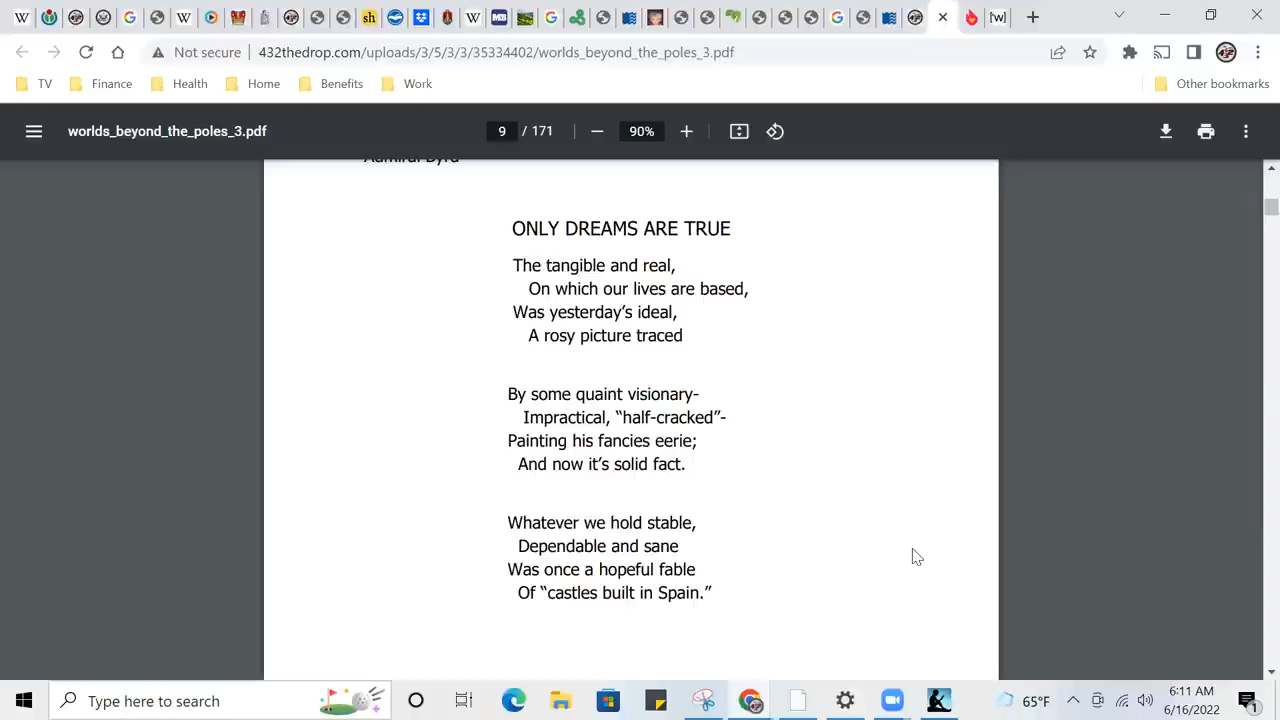 Not secure
432thedrop.com/uploads/3/5/3/3/35334402/worlds_beyond_the_poles_3.pdf
TV
Finance
Health
Home
Benefits
Work
Other bookmarks
worlds_beyond_the_poles_3.pdf
9 / 171
90%
ONLY DREAMS ARE TRUE
The tangible and real,
On which our lives are based,
Was yesterday's ideal,
A rosy picture traced
By some quaint visionary-
Impractical, “half-cracked”-
Painting his fancies eerie;
And now it's solid fact.
Whatever we hold stable,
Dependable and sane
Was once a hopeful fable
Of “castles built in Spain.”
Type here to search
65°F
6:11 AM
6/16/2022